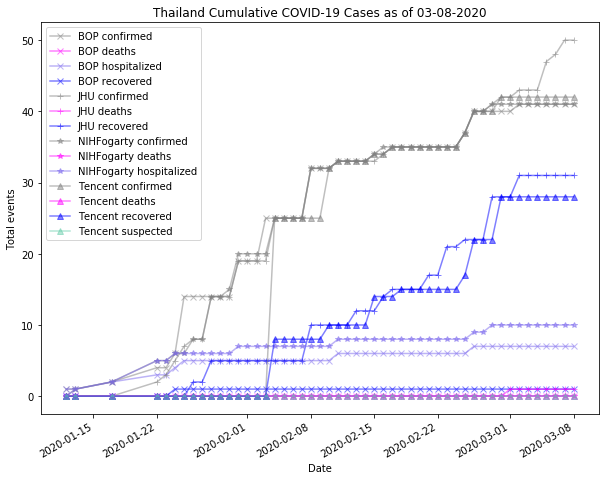 Thailand Cumulative COVID-19 Cases as of 03-08-2020
BOP confirmed
BOP deaths
BOP hospitalized
BOP recovered
JHU confirmed
JHU deaths
JHU recovered
NIHFogarty confirmed
NIHFogarty deaths
NIHFogarty hospitalized
Tencent confirmed
Tencent deaths
Tencent recovered
Tencent suspected
Total events
50
40
30
20
10
0
2020-01-15
2020-01-22
2020-02-01
2020-02-08
2020-02-15
2020-02-22
2020-03-01
2020-03-08
Date